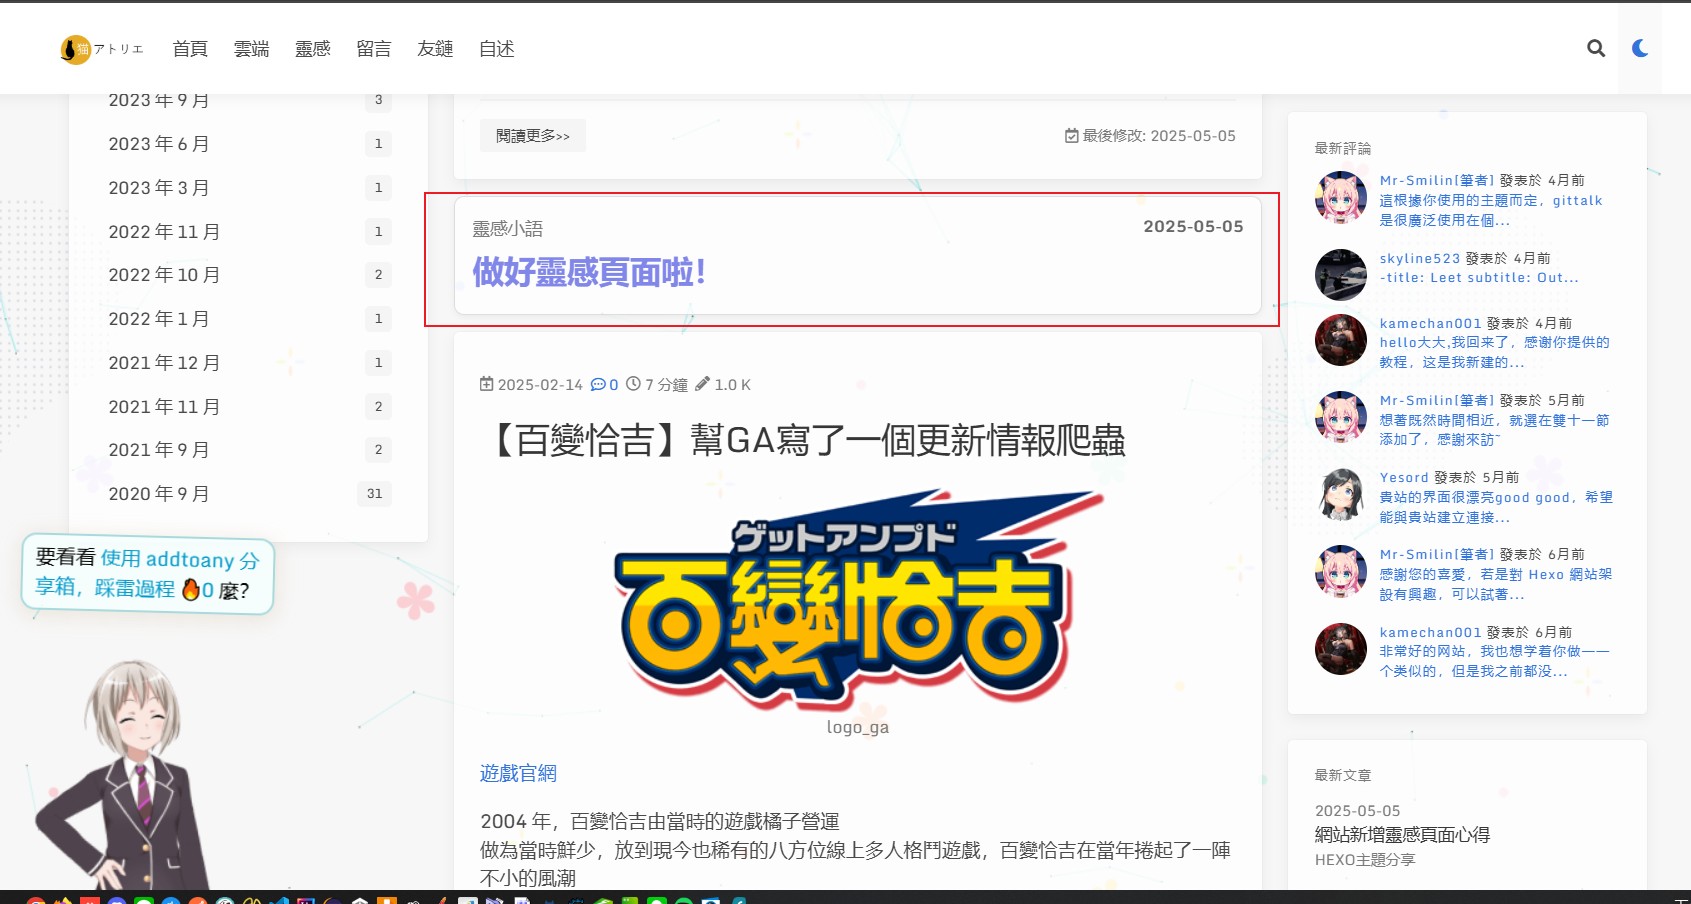 猫 アトリエ 首頁 雲端 靈感 留言 友鏈 自述
2023 年 9 月 3
2023 年 6 月 1
2023 年 3 月 1
2022 年 11 月 1
2022 年 10 月 2
2022 年 1 月 1
2021 年 12 月 1
2021 年 11 月 2
2021 年 9 月 2
2020 年 9 月 31
要看看 使用 addtoany 分
享箱，踩雷過程 🔥0 麼？
閱讀更多>> 最後修改: 2025-05-05
靈感小語 2025-05-05
做好靈感頁面啦！
2025-02-14 0 7 分鐘 1.0 K
【百變恰吉】幫GA寫了一個更新情報爬蟲
ゲットアンプド
百變恰吉
logo_ga
遊戲官網
2004 年，百變恰吉由當時的遊戲橘子營運
做為當時鮮少，放到現今也稀有的八方位線上多人格鬥遊戲，百變恰吉在當年捲起了一陣
不小的風潮
最新評論
Mr-Smilin[筆者] 發表於 4月前
這根據你使用的主題而定，gittalk
是很廣泛使用在個...
skyline523 發表於 4月前
-title: Leet subtitle: Out...
kamechan001 發表於 4月前
hello大大,我回来了，感谢你提供的
教程，这是我新建的...
Mr-Smilin[筆者] 發表於 5月前
想著既然時間相近，就選在雙十一節
添加了，感謝來訪~
Yesord 發表於 5月前
貴站的界面很漂亮good good，希望
能與貴站建立連接...
Mr-Smilin[筆者] 發表於 6月前
感謝您的喜愛，若是對 Hexo 網站架
設有興趣，可以試著...
kamechan001 發表於 6月前
非常好的网站，我也想学着你做一一
个类似的，但是我之前都没...
最新文章
2025-05-05
網站新增靈感頁面心得
HEXO主題分享